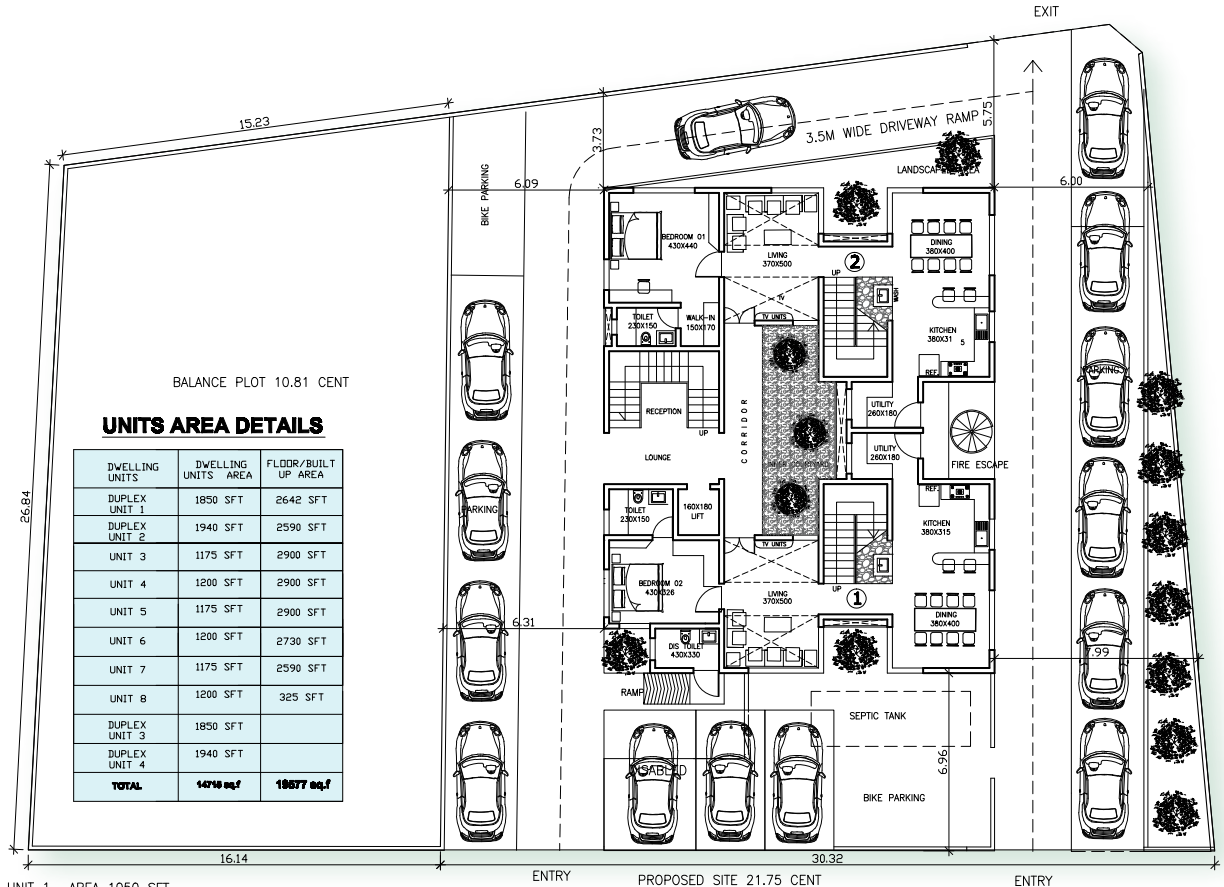 EXIT
15.23
3.73
5.75
3.5M WIDE DRIVEWAY RAMP
BIKE PARKING
6.09
6.00
BEDROOM 01
430X440
LIVING
370X500
2
UP
DINING
380X400
WASH
TV
TV UNITS
TOILET
230X150
WALK-IN
150X170
KITCHEN
380X31
5
REF.
PARKING
BALANCE PLOT 10.81 CENT
RECEPTION
UP
CORRIDOR
UTILITY
260X180
UTILITY
260X180
LOUNGE
FIRE ESCAPE
UNITS AREA DETAILS
DWELLING
UNITS
DWELLING
UNITS AREA
FLOOR/BUILT
UP AREA
DUPLEX
UNIT 1
1850 SFT
2642 SFT
DUPLEX
UNIT 2
1940 SFT
2590 SFT
UNIT 3
1175 SFT
2900 SFT
UNIT 4
1200 SFT
2900 SFT
UNIT 5
1175 SFT
2900 SFT
UNIT 6
1200 SFT
2730 SFT
UNIT 7
1175 SFT
2590 SFT
UNIT 8
1200 SFT
325 SFT
DUPLEX
UNIT 3
1850 SFT
DUPLEX
UNIT 4
1940 SFT
TOTAL
19577 sq.f
26.84
PARKING
TOILET
230X150
160X180
LIFT
REF.
KITCHEN
380X315
TV UNITS
BEDROOM 02
430X326
LIVING
370X500
UP
1
DINING
380X400
6.31
DIS TOILET
430X330
7.99
RAMP
SEPTIC TANK
DISABLED
6.96
BIKE PARKING
16.14
30.32
ENTRY
PROPOSED SITE 21.75 CENT
ENTRY